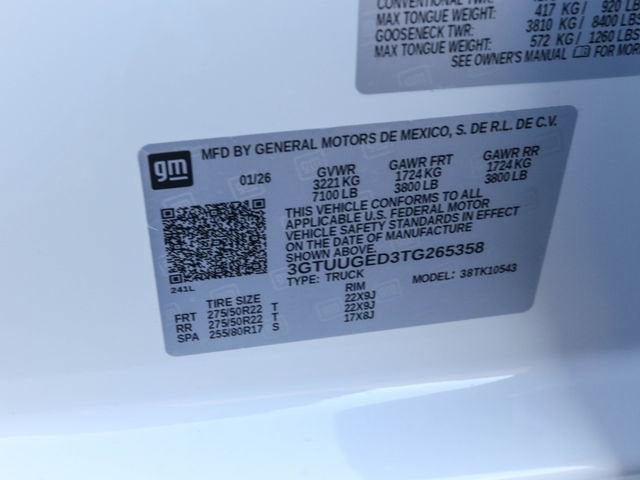 CONVENTIONAL TWR:
MAX TONGUE WEIGHT: 417 KG / 920 LB
GOOSENECK TWR: 3810 KG / 8400 LBS
MAX TONGUE WEIGHT: 572 KG / 1260 LBS
SEE OWNER'S MANUAL FOR MOR
gm
MFD BY GENERAL MOTORS DE MEXICO, S. DE R.L. DE C.V.
01/26 GVWR GAWR FRT GAWR RR
3221 KG 1724 KG 1724 KG
7100 LB 3800 LB 3800 LB
THIS VEHICLE CONFORMS TO ALL
APPLICABLE U.S. FEDERAL MOTOR
VEHICLE SAFETY STANDARDS IN EFFECT
ON THE DATE OF MANUFACTURE
SHOWN ABOVE.
3GTUUGED3TG265358
TYPE: TRUCK MODEL: 38TK10543
241L
TIRE SIZE RIM
FRT 275/50R22 T 22X9J
RR 275/50R22 T 22X9J
SPA 255/80R17 S 17X8J